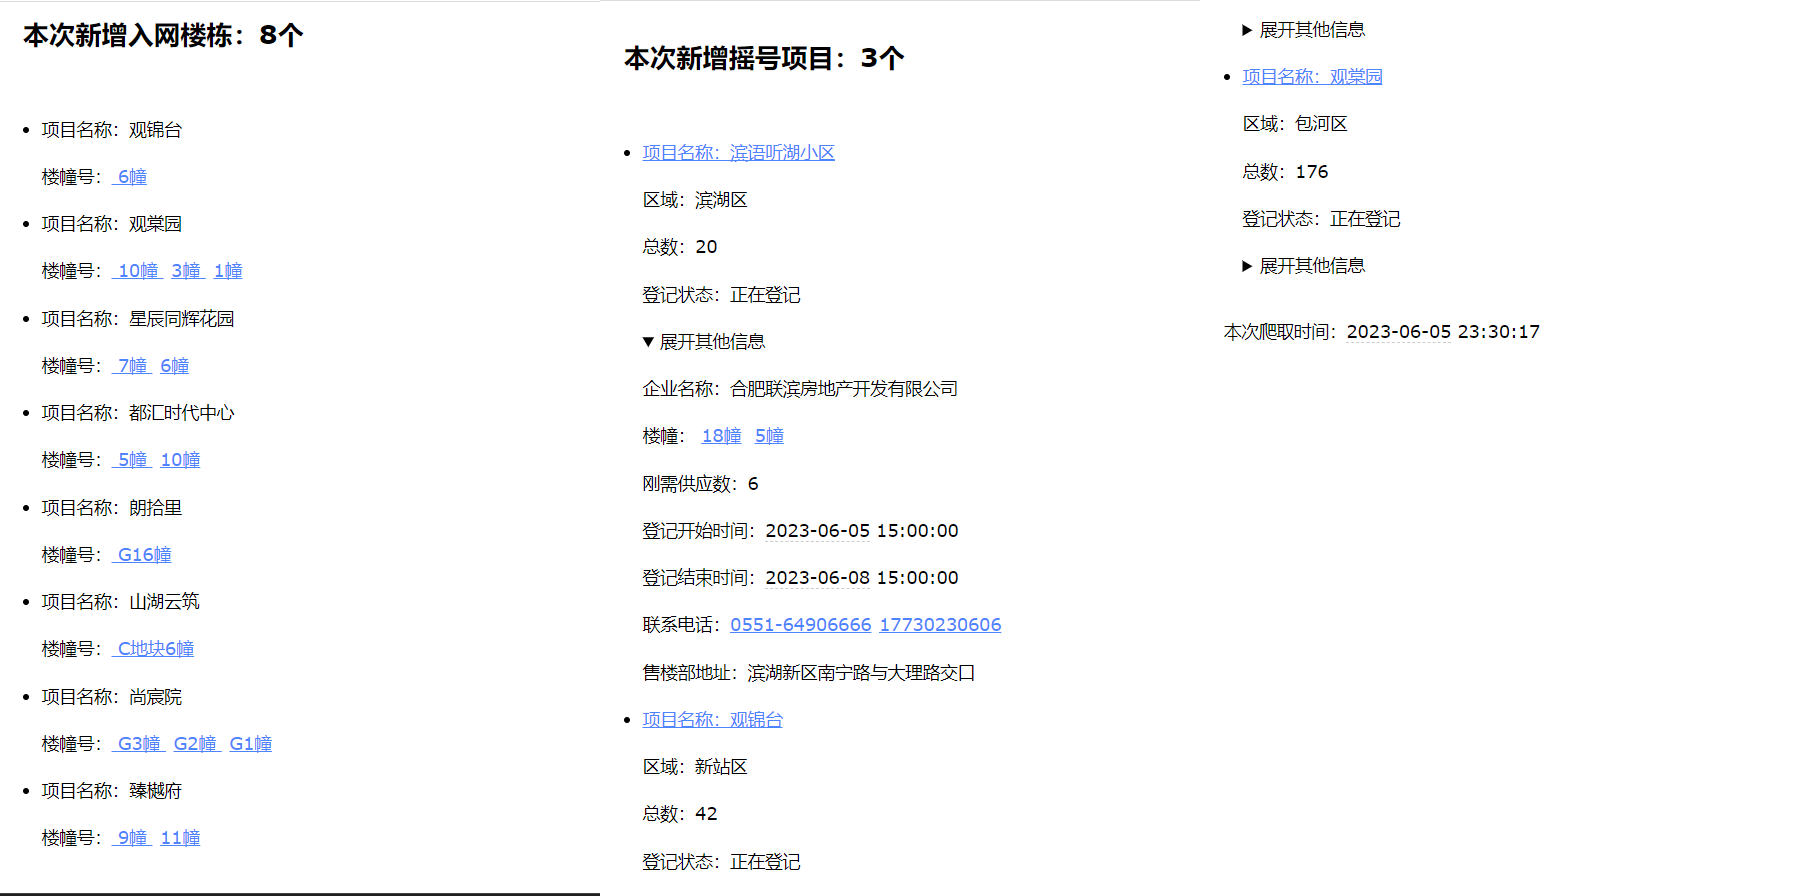 本次新增入网楼栋：8个
项目名称：观锦台
楼幢号： 6幢
项目名称：观棠园
楼幢号： 10幢 3幢 1幢
项目名称：星辰同辉花园
楼幢号： 7幢 6幢
项目名称：都汇时代中心
楼幢号： 5幢 10幢
项目名称：朗拾里
楼幢号： G16幢
项目名称：山湖云筑
楼幢号： C地块6幢
项目名称：尚宸院
楼幢号： G3幢 G2幢 G1幢
项目名称：臻樾府
楼幢号： 9幢 11幢
本次新增摇号项目：3个
项目名称：滨语听湖小区
区域：滨湖区
总数：20
登记状态：正在登记
▼ 展开其他信息
企业名称：合肥联滨房地产开发有限公司
楼幢： 18幢 5幢
刚需供应数：6
登记开始时间：2023-06-05 15:00:00
登记结束时间：2023-06-08 15:00:00
联系电话：0551-64906666 17730230606
售楼部地址：滨湖新区南宁路与大理路交口
项目名称：观锦台
区域：新站区
总数：42
登记状态：正在登记
▶ 展开其他信息
项目名称：观棠园
区域：包河区
总数：176
登记状态：正在登记
▶ 展开其他信息
本次爬取时间：2023-06-05 23:30:17